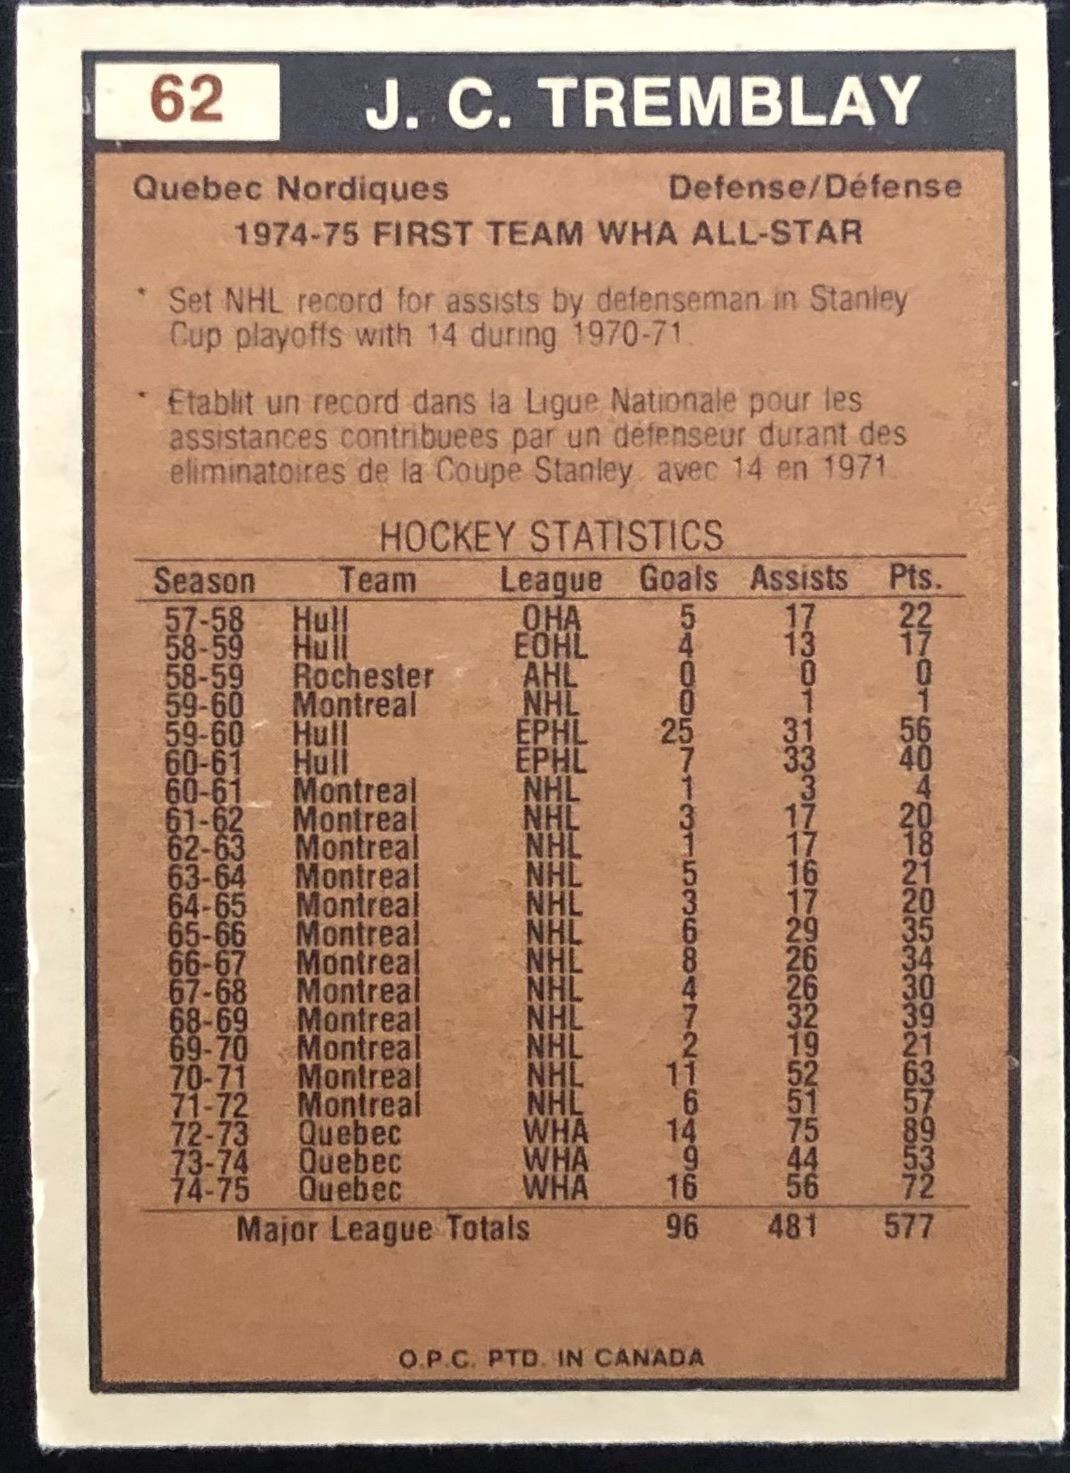 62 J. C. TREMBLAY
Quebec Nordiques Defense/Défense
1974-75 FIRST TEAM WHA ALL-STAR
* Set NHL record for assists by defenseman in Stanley
Cup playoffs with 14 during 1970-71.
* Etablit un record dans la Ligue Nationale pour les
assistances contribuees par un défenseur durant des
eliminatoires de la Coupe Stanley, avec 14 en 1971.
HOCKEY STATISTICS
Season Team League Goals Assists Pts.
57-58 Hull OHA 5 17 22
58-59 Hull EOHL 4 13 17
58-59 Rochester AHL 0 0 0
59-60 Montreal NHL 0 1 1
59-60 Hull EPHL 25 31 56
60-61 Hull EPHL 7 33 40
60-61 Montreal NHL 1 3 4
61-62 Montreal NHL 3 17 20
62-63 Montreal NHL 1 17 18
63-64 Montreal NHL 5 16 21
64-65 Montreal NHL 3 17 20
65-66 Montreal NHL 6 29 35
66-67 Montreal NHL 8 26 34
67-68 Montreal NHL 4 26 30
68-69 Montreal NHL 7 32 39
69-70 Montreal NHL 2 19 21
70-71 Montreal NHL 11 52 63
71-72 Montreal NHL 6 51 57
72-73 Quebec WHA 14 75 89
73-74 Quebec WHA 9 44 53
74-75 Quebec WHA 16 56 72
Major League Totals 96 481 577
O.P.C. PTD. IN CANADA